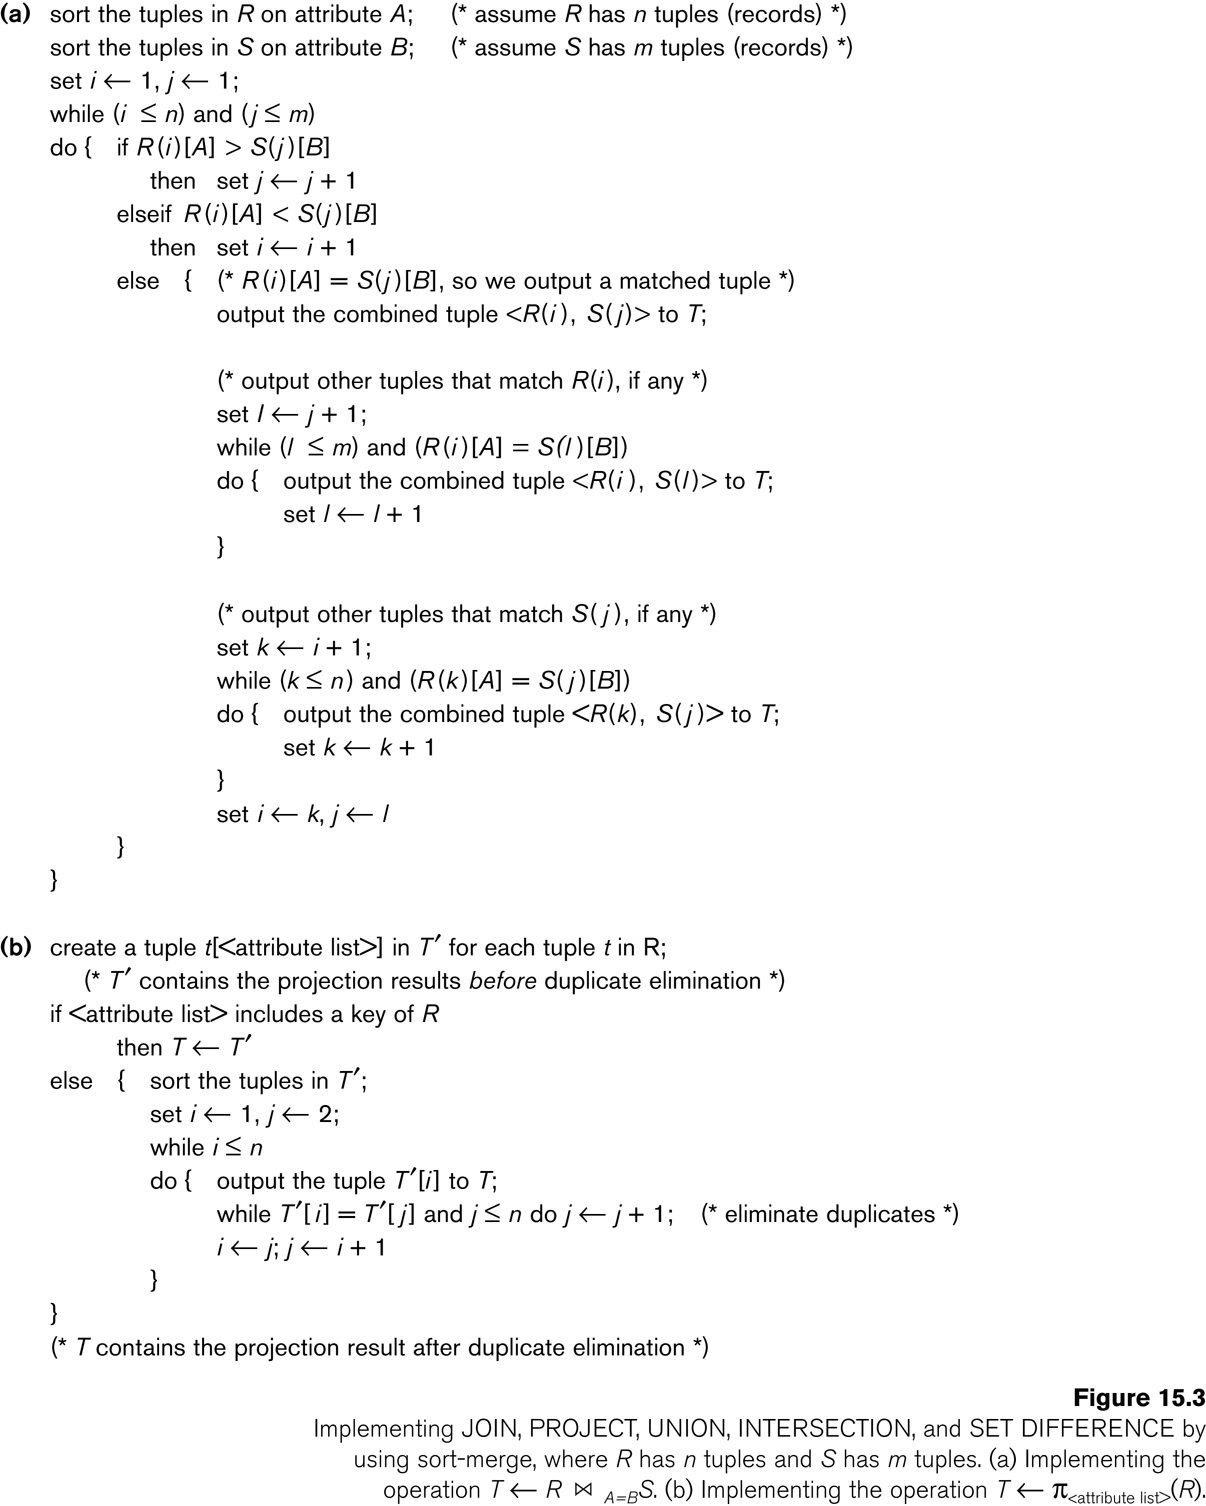 (a) sort the tuples in R on attribute A; (* assume R has n tuples (records) *)
sort the tuples in S on attribute B; (* assume S has m tuples (records) *)
set i ← 1, j ← 1;
while (i ≤ n) and (j ≤ m)
do { if R(i)[A] > S(j)[B]
then set j ← j + 1
elseif R(i)[A] < S(j)[B]
then set i ← i + 1
else { (* R(i)[A] = S(j)[B], so we output a matched tuple *)
output the combined tuple <R(i), S(j)> to T;
(* output other tuples that match R(i), if any *)
set l ← j + 1;
while (l ≤ m) and (R(i)[A] = S(l)[B])
do { output the combined tuple <R(i), S(l)> to T;
set l ← l + 1
}
(* output other tuples that match S(j), if any *)
set k ← i + 1;
while (k ≤ n) and (R(k)[A] = S(j)[B])
do { output the combined tuple <R(k), S(j)> to T;
set k ← k + 1
}
set i ← k, j ← l
}
}
(b) create a tuple t[<attribute list>] in T′ for each tuple t in R;
(* T′ contains the projection results before duplicate elimination *)
if <attribute list> includes a key of R
then T ← T′
else { sort the tuples in T′;
set i ← 1, j ← 2;
while i ≤ n
do { output the tuple T′[i] to T;
while T′[i] = T′[j] and j ≤ n do j ← j + 1; (* eliminate duplicates *)
i ← j; j ← i + 1
}
}
(* T contains the projection result after duplicate elimination *)
Figure 15.3
Implementing JOIN, PROJECT, UNION, INTERSECTION, and SET DIFFERENCE by
using sort-merge, where R has n tuples and S has m tuples. (a) Implementing the
operation T ← R ⋈ A=BS. (b) Implementing the operation T ← π<attribute list>(R).